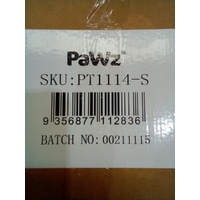 PaWz
SKU:PT1114-S
9 356877 112836
BATCH NO: 00211115